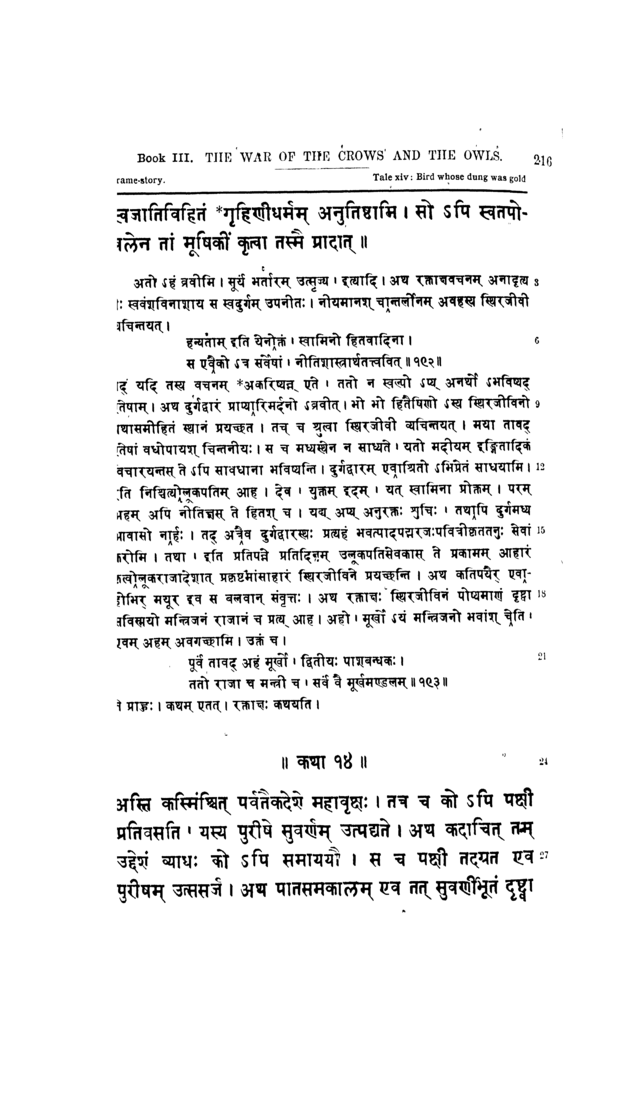 Book III. THE WAR OF THE CROWS AND THE OWLS. 216
rame-story. Tale xiv: Bird whose dung was gold
वजातिविहितं *गृहिणीधर्मम् अनुतिष्ठामि। सो ऽपि स्वतपो-
लेन तां मूषिकीं कृत्वा तस्मै प्रादात्॥
अतो ऽहं ब्रवीमि। सूर्यं भर्तारम् उत्सृज्य। इत्यादि। अथ रक्ताक्षवचनम् अनादृत्य 3
ः स्ववंशविनाशाय स स्वदुर्गम् उपनीतः। नीयमानश् चान्तर्लीनम् अवहस्य स्थिरजीवी
चिन्तयत्।
हन्यताम् इति येनोक्तं। स्वामिनो हितवादिना। 6
स एवैको ऽत्र सर्वेषां। नीतिशास्त्रार्थतत्त्ववित्॥१९२॥
द् यदि तस्य वचनम् *अकरिष्यन्न् एते। ततो न स्वल्पो ऽप्य् अनर्थो ऽभविष्यद्
तेषाम्। अथ दुर्गद्वारं प्राप्यारिमर्दनो ऽब्रवीत्। भो भो हितैषिणो ऽस्य स्थिरजीविनो 9
थासमीहितं स्थानं प्रयच्छत। तच् च श्रुत्वा स्थिरजीवी व्यचिन्तयत्। मया तावद्
तेषां वधोपायश् चिन्तनीयः। स च मध्यस्थेन न साध्यते। यतो मदीयम् इङ्गितादिकं
वचारयन्तस् ते ऽपि सावधाना भविष्यन्ति। दुर्गद्वारम् एवाश्रितो ऽभिप्रेतं साधयामि। 12
ति निश्चित्योलूकपतिम् आह। देव। युक्तम् इदम्। यत् स्वामिना प्रोक्तम्। परम्
अहम् अपि नीतिज्ञस् ते हितश् च। यद्य् अप्य् अनुरक्तः शुचिः। तथापि दुर्गमध्य
आवासो नार्हः। तद् अत्रैव दुर्गद्वारस्थः प्रत्यहं भवत्पादपद्मरजःपवित्रीकृततनुः सेवां 15
करोमि। तथा। इति प्रतिपन्ने प्रतिदिनम् उलूकपतिसेवकास् ते प्रकामम् आहारं
कृत्वोलूकराजादेशात् प्रकृष्टमांसाहारं स्थिरजीविने प्रयच्छन्ति। अथ कतिपयैर् एवा-
होभिर् मयूर इव स बलवान् संवृत्तः। अथ रक्ताक्षः स्थिरजीविनं पोष्यमाणं दृष्ट्वा 18
सविस्मयो मन्त्रिजनं राजानं च प्रत्य् आह। अहो। मूर्खो ऽयं मन्त्रिजनो भवांश् चेति।
एवम् अहम् अवगच्छामि। उक्तं च।
पूर्वं तावद् अहं मूर्खो। द्वितीयः पाशबन्धकः। 21
ततो राजा च मन्त्री च। सर्वं वै मूर्खमण्डलम्॥१९३॥
ते प्राहुः। कथम् एतत्। रक्ताक्षः कथयति।
॥ कथा १४॥ 24
अस्ति कस्मिंश्चित् पर्वतैकदेशे महावृक्षः। तत्र च को ऽपि पक्षी
प्रतिवसति। यस्य पुरीषे सुवर्णम् उत्पद्यते। अथ कदाचित् तम्
उद्देशं व्याधः को ऽपि समाययौ। स च पक्षी तदग्रत एव 27
पुरीषम् उत्ससर्ज। अथ पातसमकालम् एव तत् सुवर्णीभूतं दृष्ट्वा